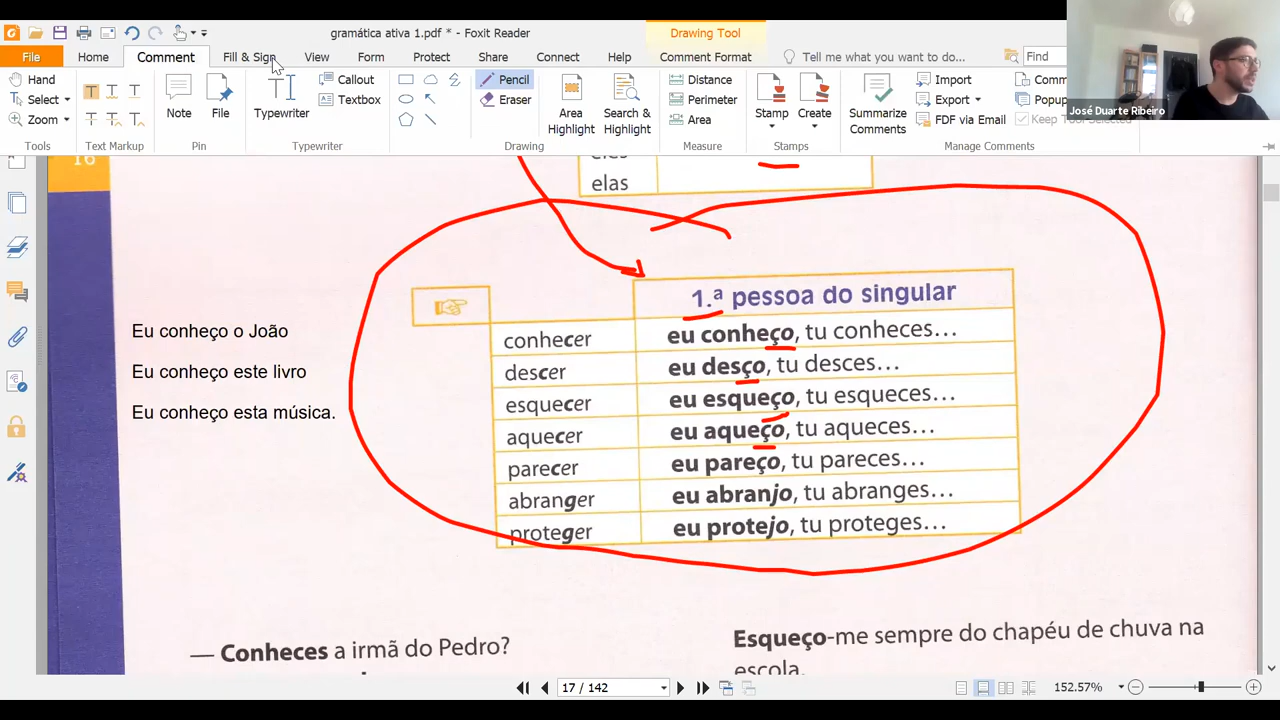 gramática ativa 1.pdf * - Foxit Reader
Drawing Tool
File Home Comment Fill & Sign View Form Protect Share Connect Help Comment Format Tell me what you want to do... Find
Hand
Select
Zoom
Tools
Text Markup
Note
File
Pin
Typewriter
Callout
Textbox
Typewriter
Pencil
Eraser
Drawing
Area Highlight
Search & Highlight
Distance
Perimeter
Area
Measure
Stamp
Create
Stamps
Summarize Comments
Import
Export
FDF via Email
Popup
Keep Tool Selected
Manage Comments
José Duarte Ribeiro
16
elas
1.ª pessoa do singular
conhecer eu conheço, tu conheces...
descer eu desço, tu desces...
esquecer eu esqueço, tu esqueces...
aquecer eu aqueço, tu aqueces...
parecer eu pareço, tu pareces...
abranger eu abranjo, tu abranges...
proteger eu protejo, tu proteges...
Eu conheço o João
Eu conheço este livro
Eu conheço esta música.
— Conheces a irmã do Pedro?
Esqueço-me sempre do chapéu de chuva na
escola.
17 / 142
152.57%